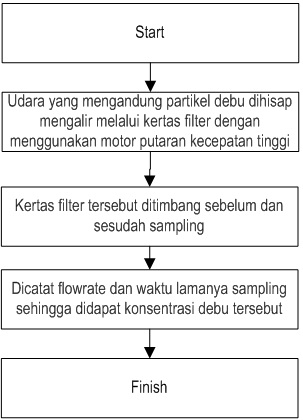 Start
Udara yang mengandung partikel debu dihisap
mengalir melalui kertas filter dengan
menggunakan motor putaran kecepatan tinggi
Kertas filter tersebut ditimbang sebelum dan
sesudah sampling
Dicatat flowrate dan waktu lamanya sampling
sehingga didapat konsentrasi debu tersebut
Finish